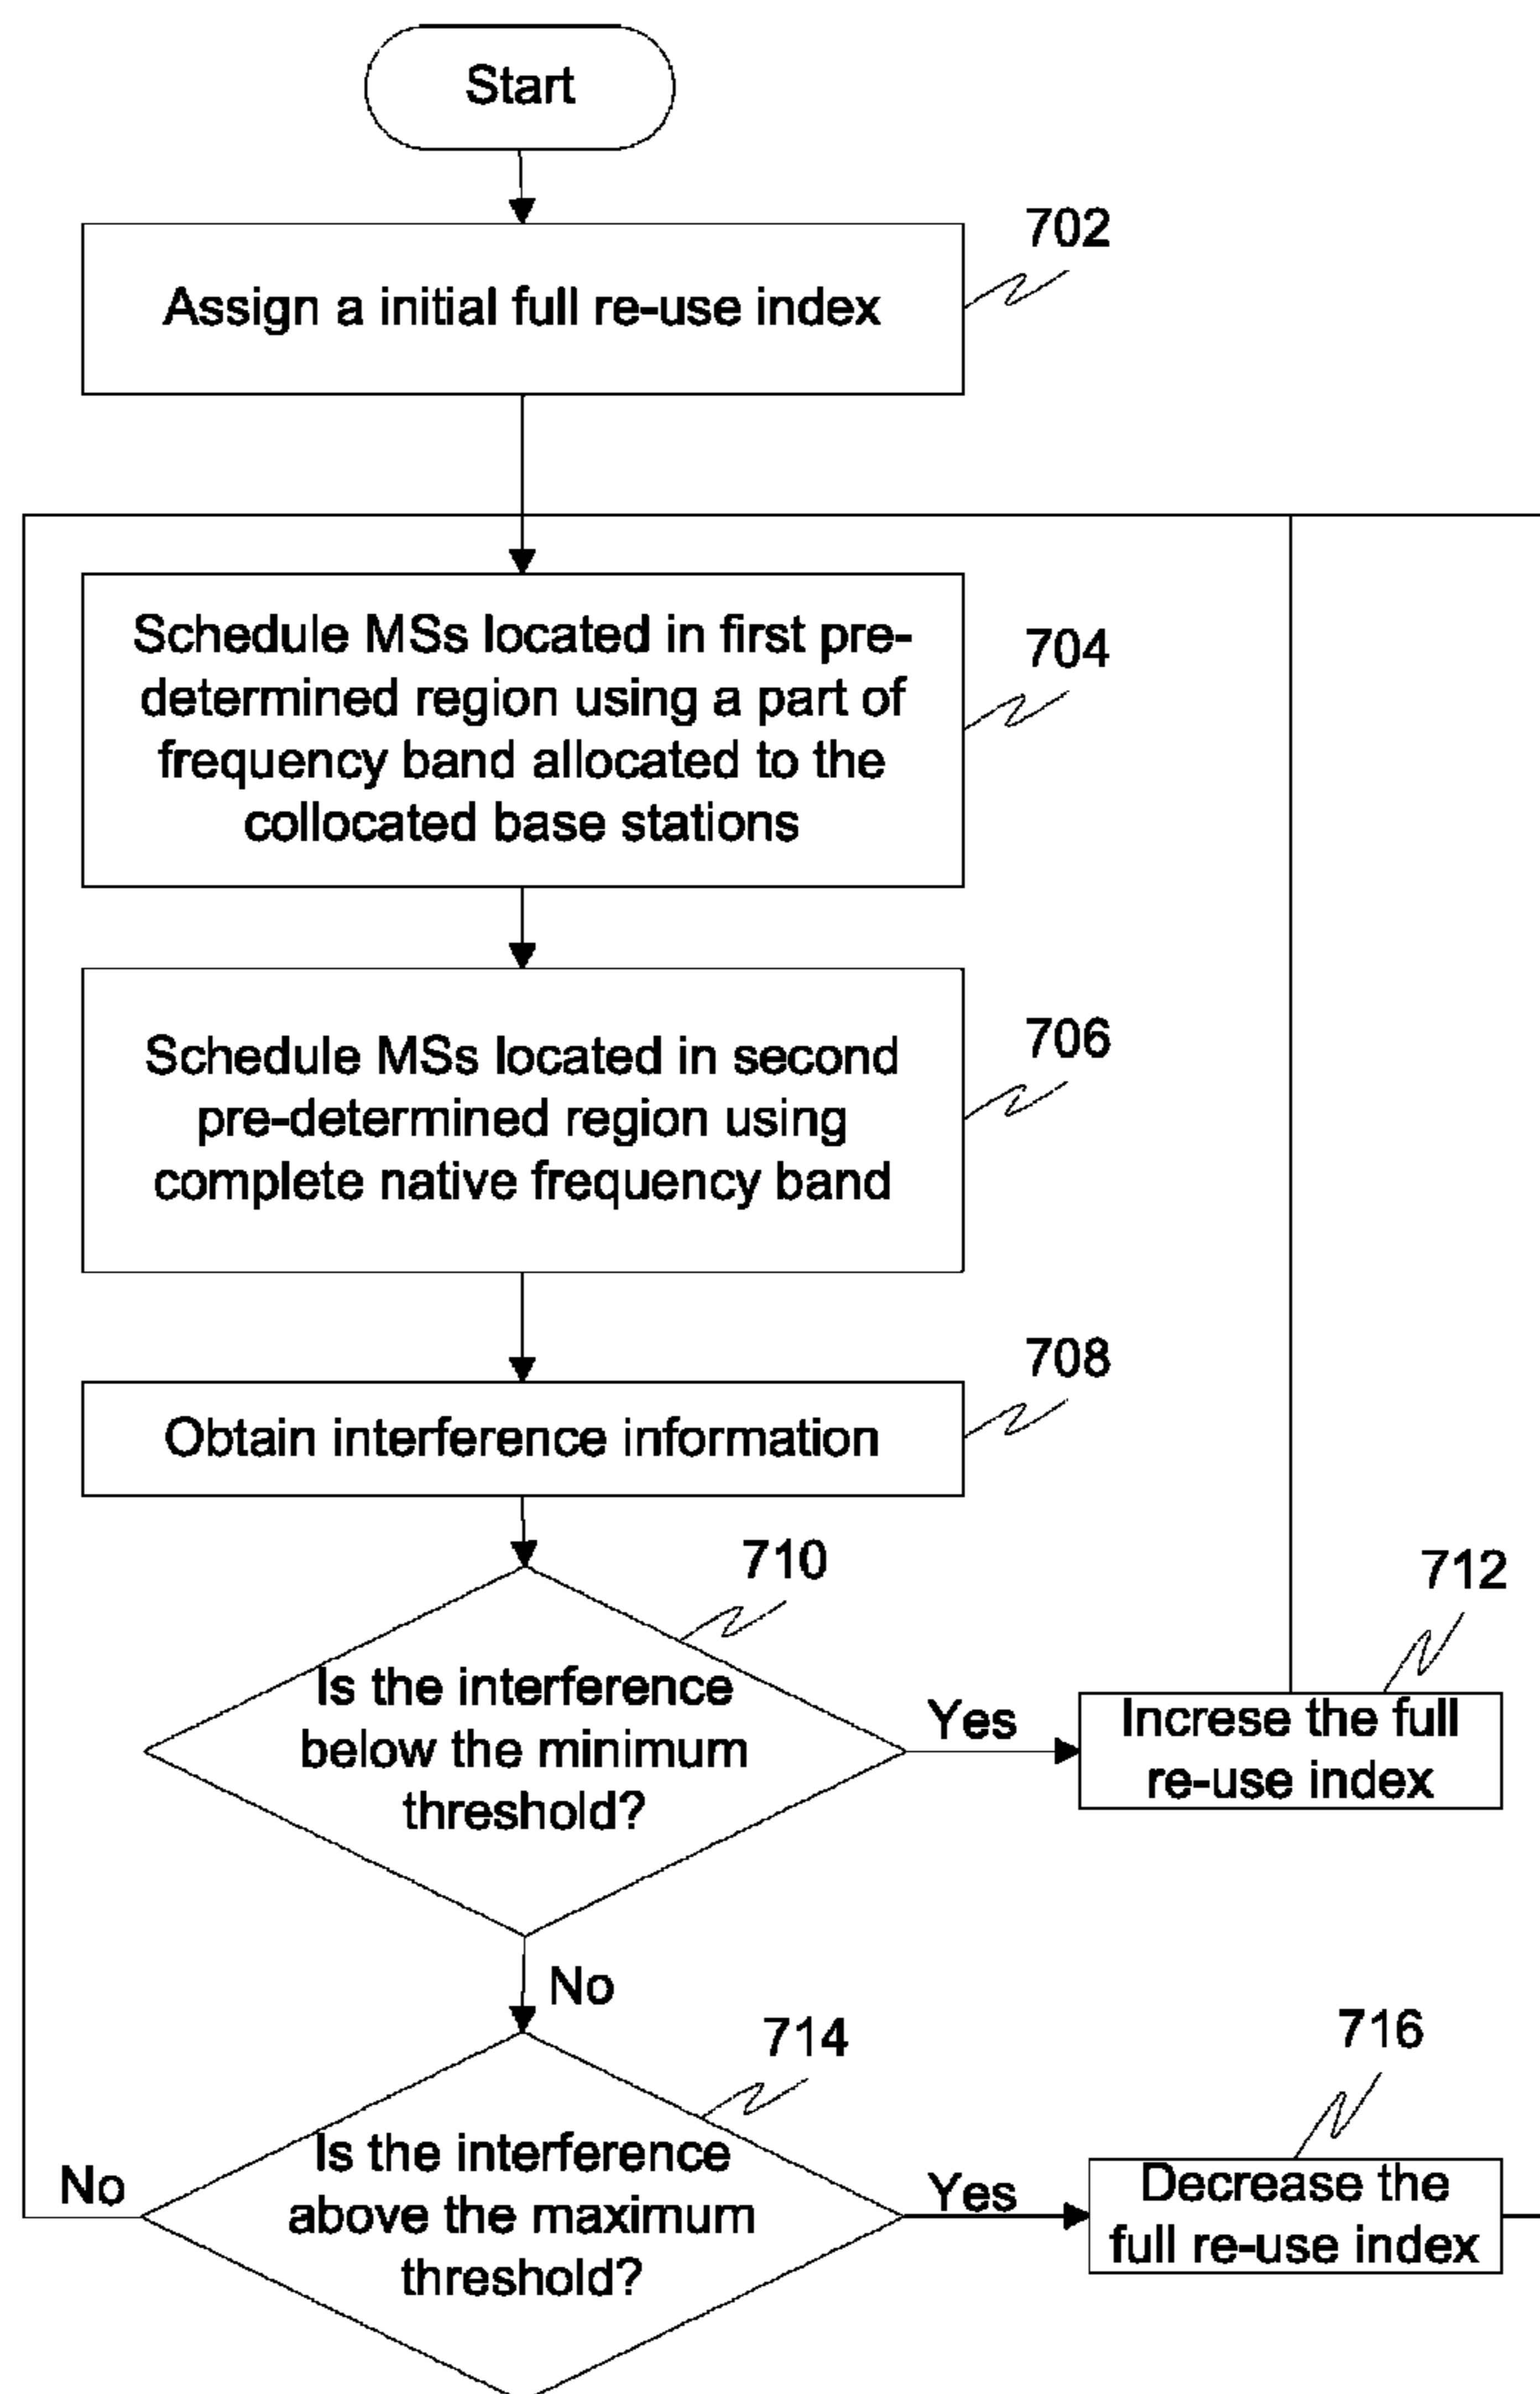 Start
702
Assign a initial full re-use index
704
Schedule MSs located in first pre-
determined region using a part of
frequency band allocated to the
collocated base stations
706
Schedule MSs located in second
pre-determined region using
complete native frequency band
708
Obtain interference information
710
712
Is the interference
below the minimum
threshold?
Yes
Increse the full
re-use index
No
714
716
Is the interference
above the maximum
threshold?
No
Yes
Decrease the
full re-use index